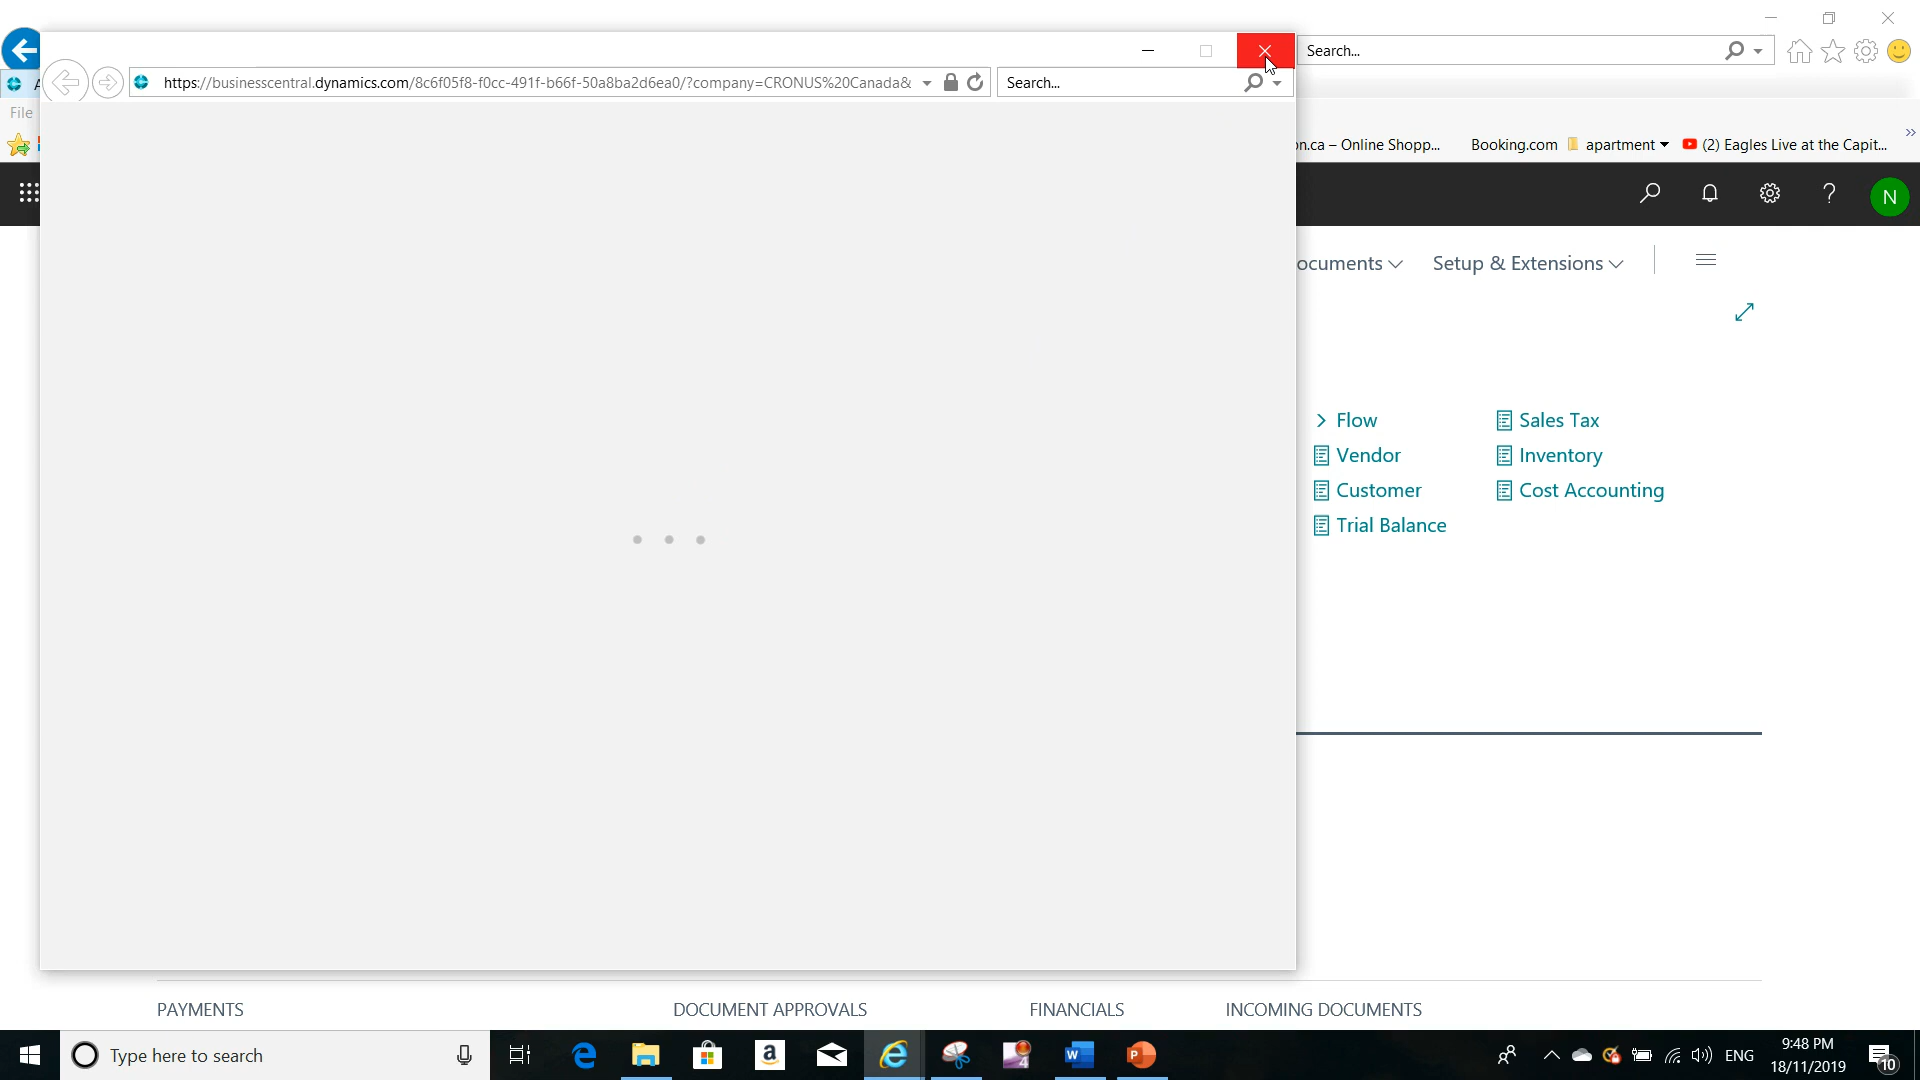 Search...
https://businesscentral.dynamics.com/8c6f05f8-f0cc-491f-b66f-50a8ba2d6ea0/?company=CRONUS%20Canada&
Search...
A
File
on.ca – Online Shopp...
Booking.com
apartment
(2) Eagles Live at the Capit...
N
ocuments
Setup & Extensions
> Flow
Sales Tax
Vendor
Inventory
Customer
Cost Accounting
Trial Balance
PAYMENTS
DOCUMENT APPROVALS
FINANCIALS
INCOMING DOCUMENTS
Type here to search
ENG
9:48 PM
18/11/2019
10